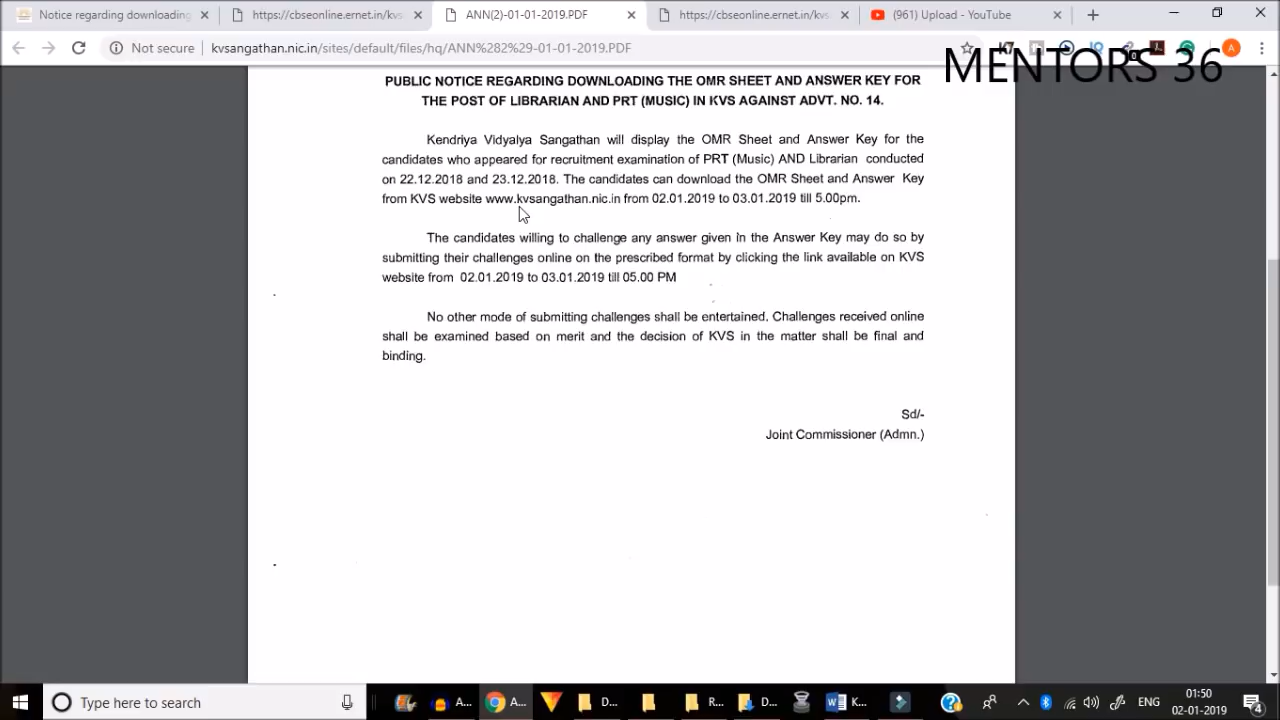 Notice regarding downloading
https://cbseonline.ernet.in/kvs
ANN(2)-01-01-2019.PDF
https://cbseonline.ernet.in/kvs
(961) Upload - YouTube
Not secure
kvsangathan.nic.in/sites/default/files/hq/ANN%282%29-01-01-2019.PDF
MENTORS 36
PUBLIC NOTICE REGARDING DOWNLOADING THE OMR SHEET AND ANSWER KEY FOR
THE POST OF LIBRARIAN AND PRT (MUSIC) IN KVS AGAINST ADVT. NO. 14.
Kendriya Vidyalya Sangathan will display the OMR Sheet and Answer Key for the
candidates who appeared for recruitment examination of PRT (Music) AND Librarian conducted
on 22.12.2018 and 23.12.2018. The candidates can download the OMR Sheet and Answer Key
from KVS website www.kvsangathan.nic.in from 02.01.2019 to 03.01.2019 till 5.00pm.
The candidates willing to challenge any answer given in the Answer Key may do so by
submitting their challenges online on the prescribed format by clicking the link available on KVS
website from 02.01.2019 to 03.01.2019 till 05.00 PM
No other mode of submitting challenges shall be entertained. Challenges received online
shall be examined based on merit and the decision of KVS in the matter shall be final and
binding.
Sd/-
Joint Commissioner (Admn.)
Type here to search
A...
A...
D...
R...
D...
K...
ENG
01:50
02-01-2019
4